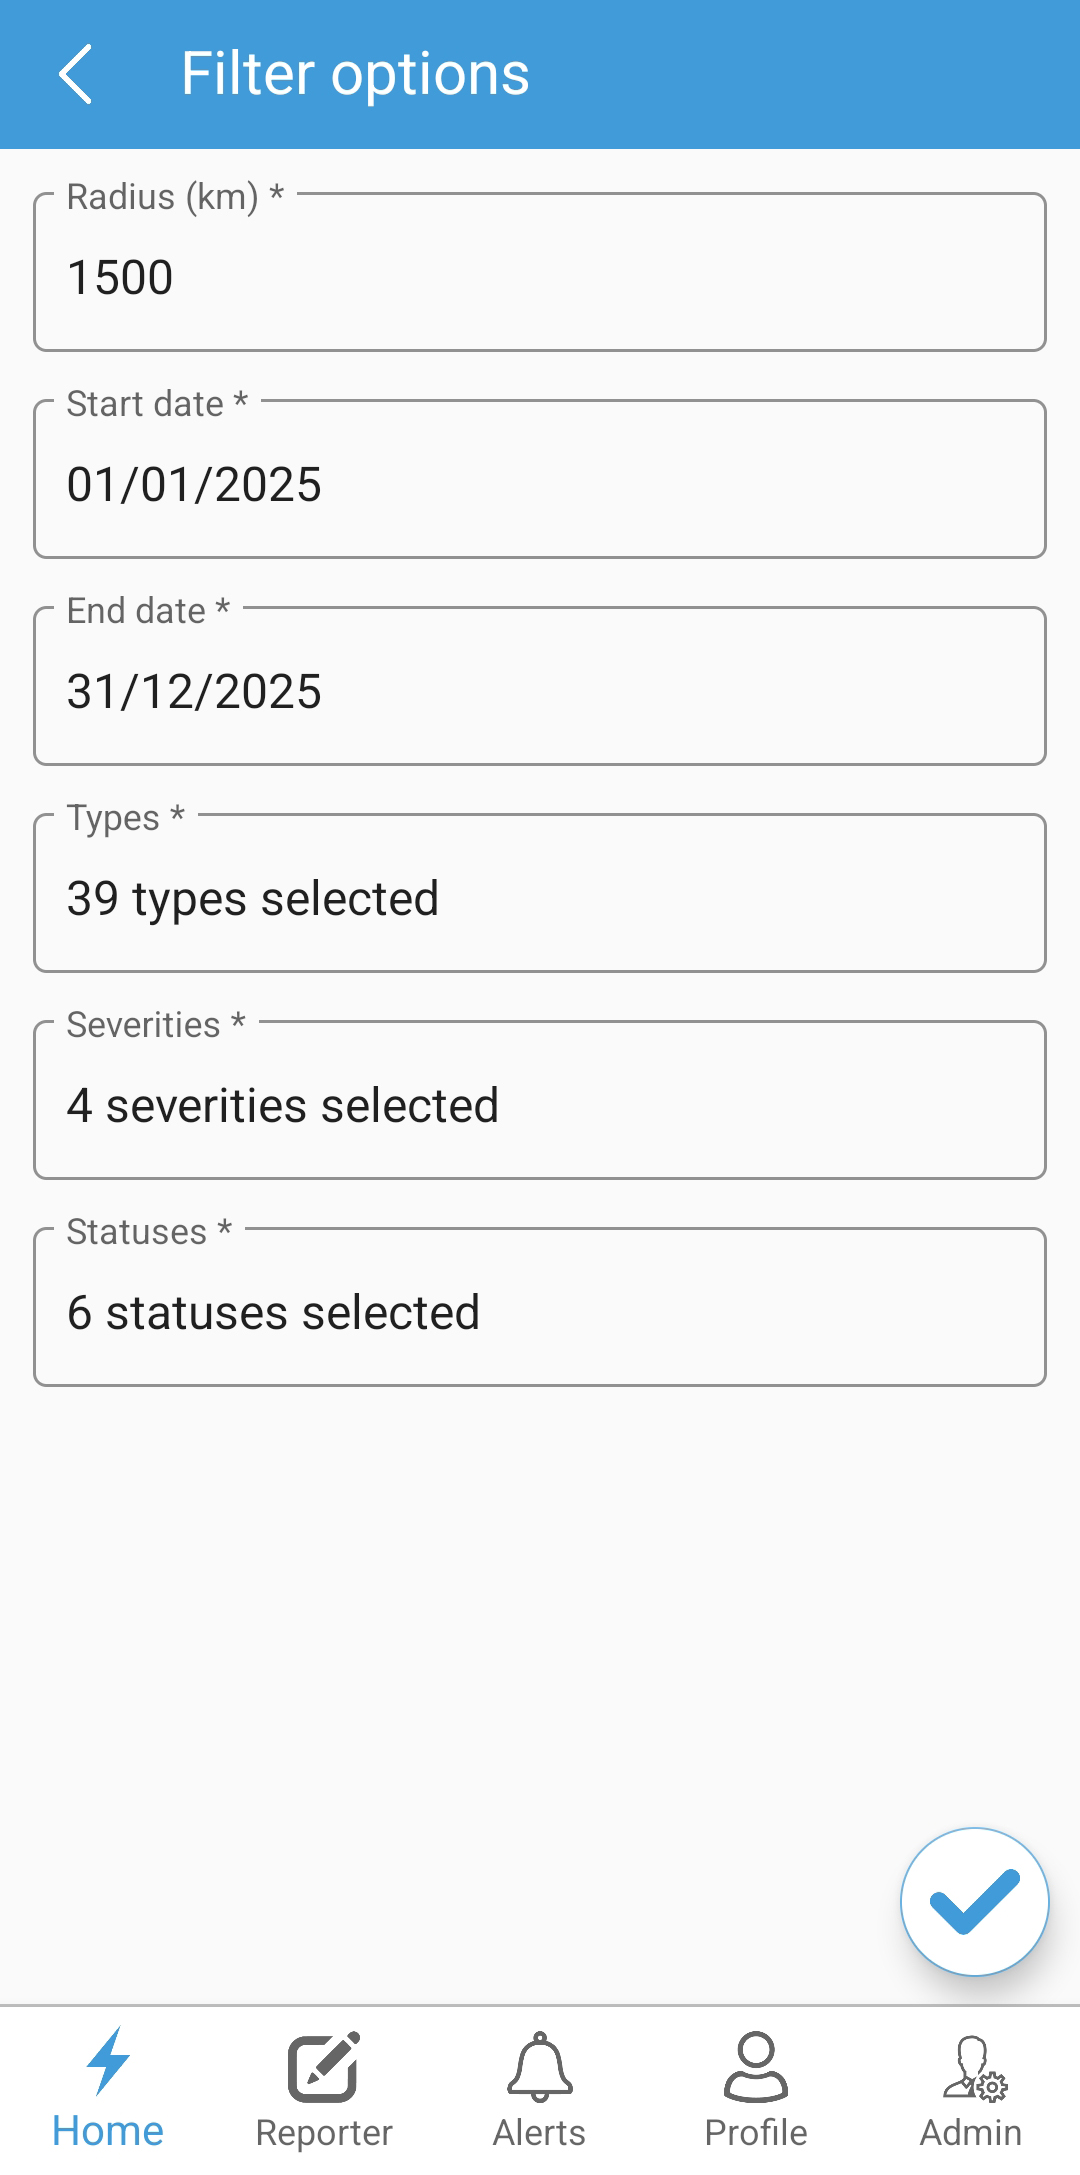 Filter options
Radius (km) *
1500
Start date *
01/01/2025
End date *
31/12/2025
Types *
39 types selected
Severities *
4 severities selected
Statuses *
6 statuses selected
Home
Reporter
Alerts
Profile
Admin